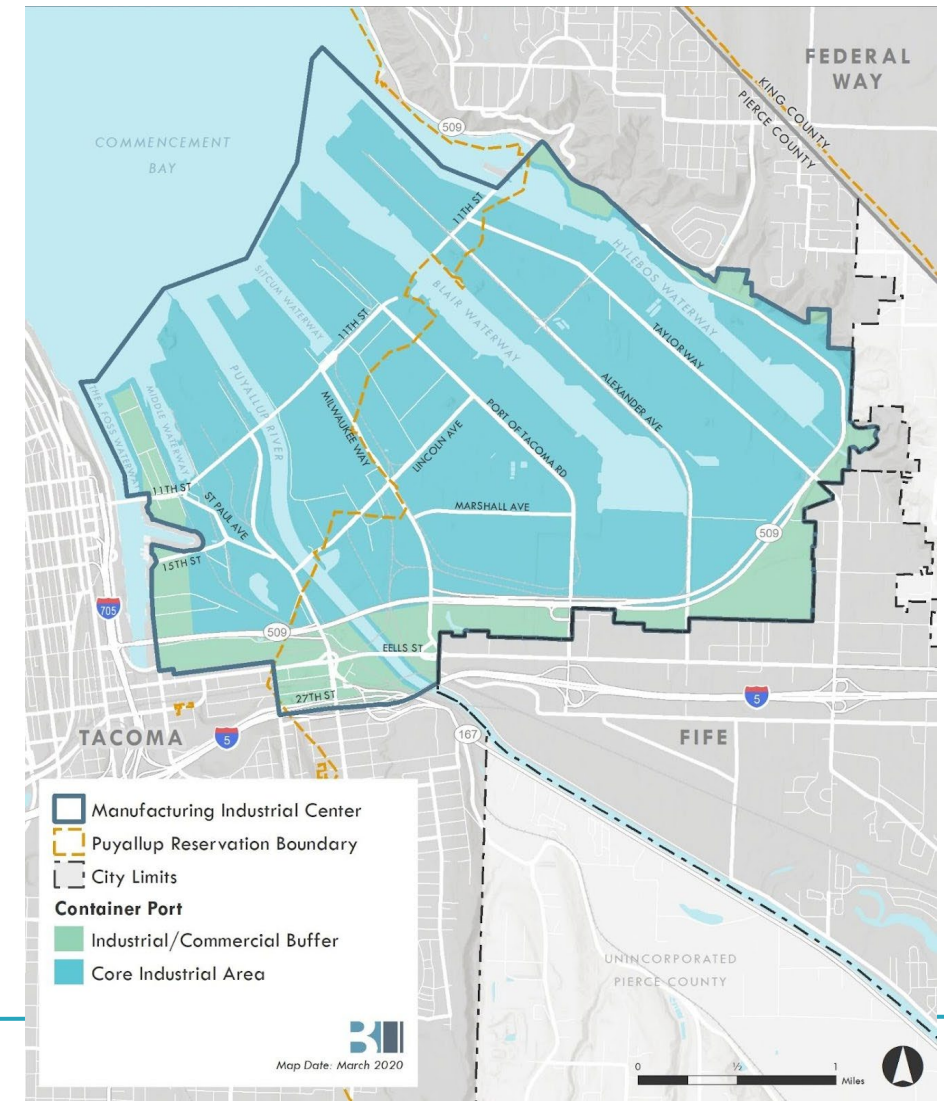 FEDERAL
WAY
KING COUNTY
PIERCE COUNTY
COMMENCEMENT
BAY
509
11TH ST
HYLEBOS WATERWAY
SITCUM WATERWAY
BLAIR WATERWAY
11TH ST
TAYLOR WAY
PUYALLUP RIVER
MILWAUKEE WAY
ALEXANDER AVE
THEA FOSS WATERWAY
MIDDLE WATERWAY
PORT OF TACOMA RD
LINCOLN AVE
11TH ST
ST PAUL AVE
MARSHALL AVE
509
15TH ST
705
509
EELLS ST
27TH ST
5
TACOMA
5
167
FIFE
Manufacturing Industrial Center
Puyallup Reservation Boundary
City Limits
Container Port
Industrial/Commercial Buffer
Core Industrial Area
Map Date: March 2020
UNINCORPORATED
PIERCE COUNTY
0 ½ 1
Miles